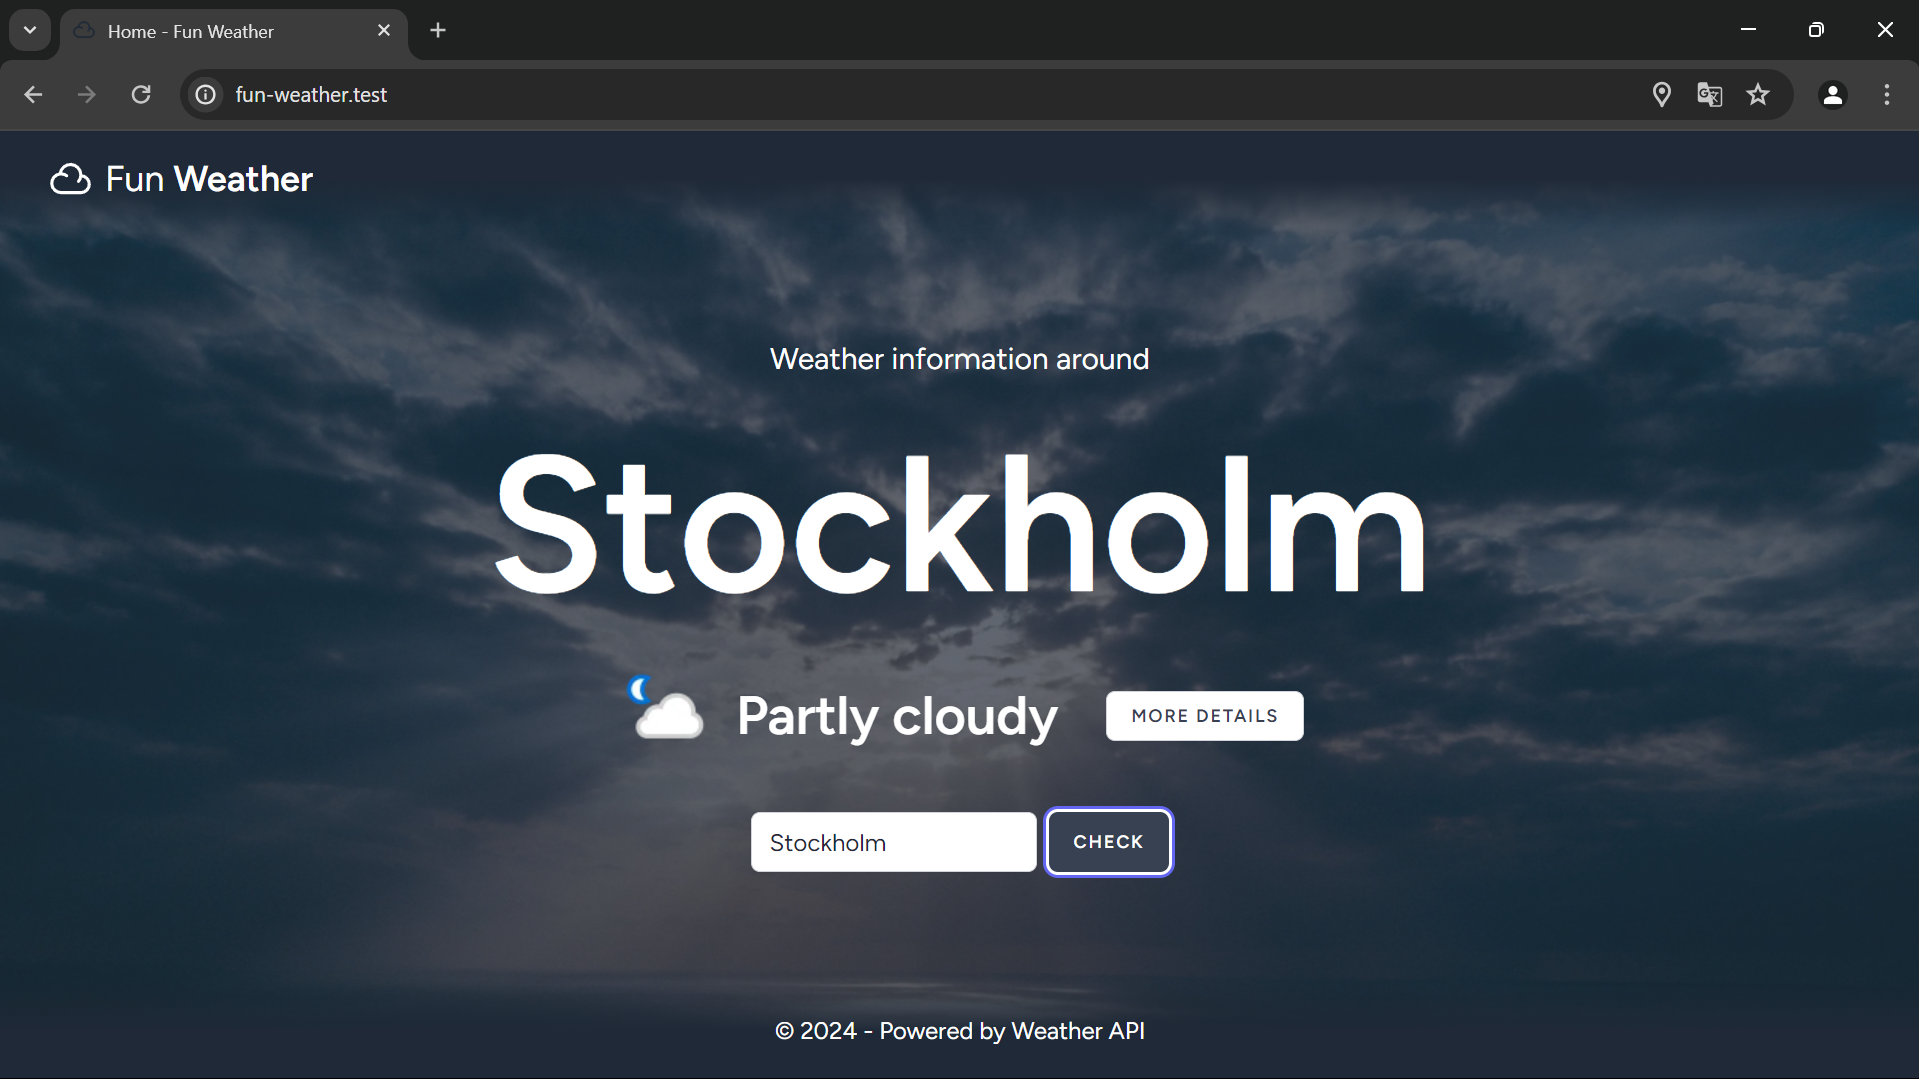 Home - Fun Weather
fun-weather.test
Fun Weather
Weather information around
Stockholm
Partly cloudy
MORE DETAILS
Stockholm
CHECK
© 2024 - Powered by Weather API